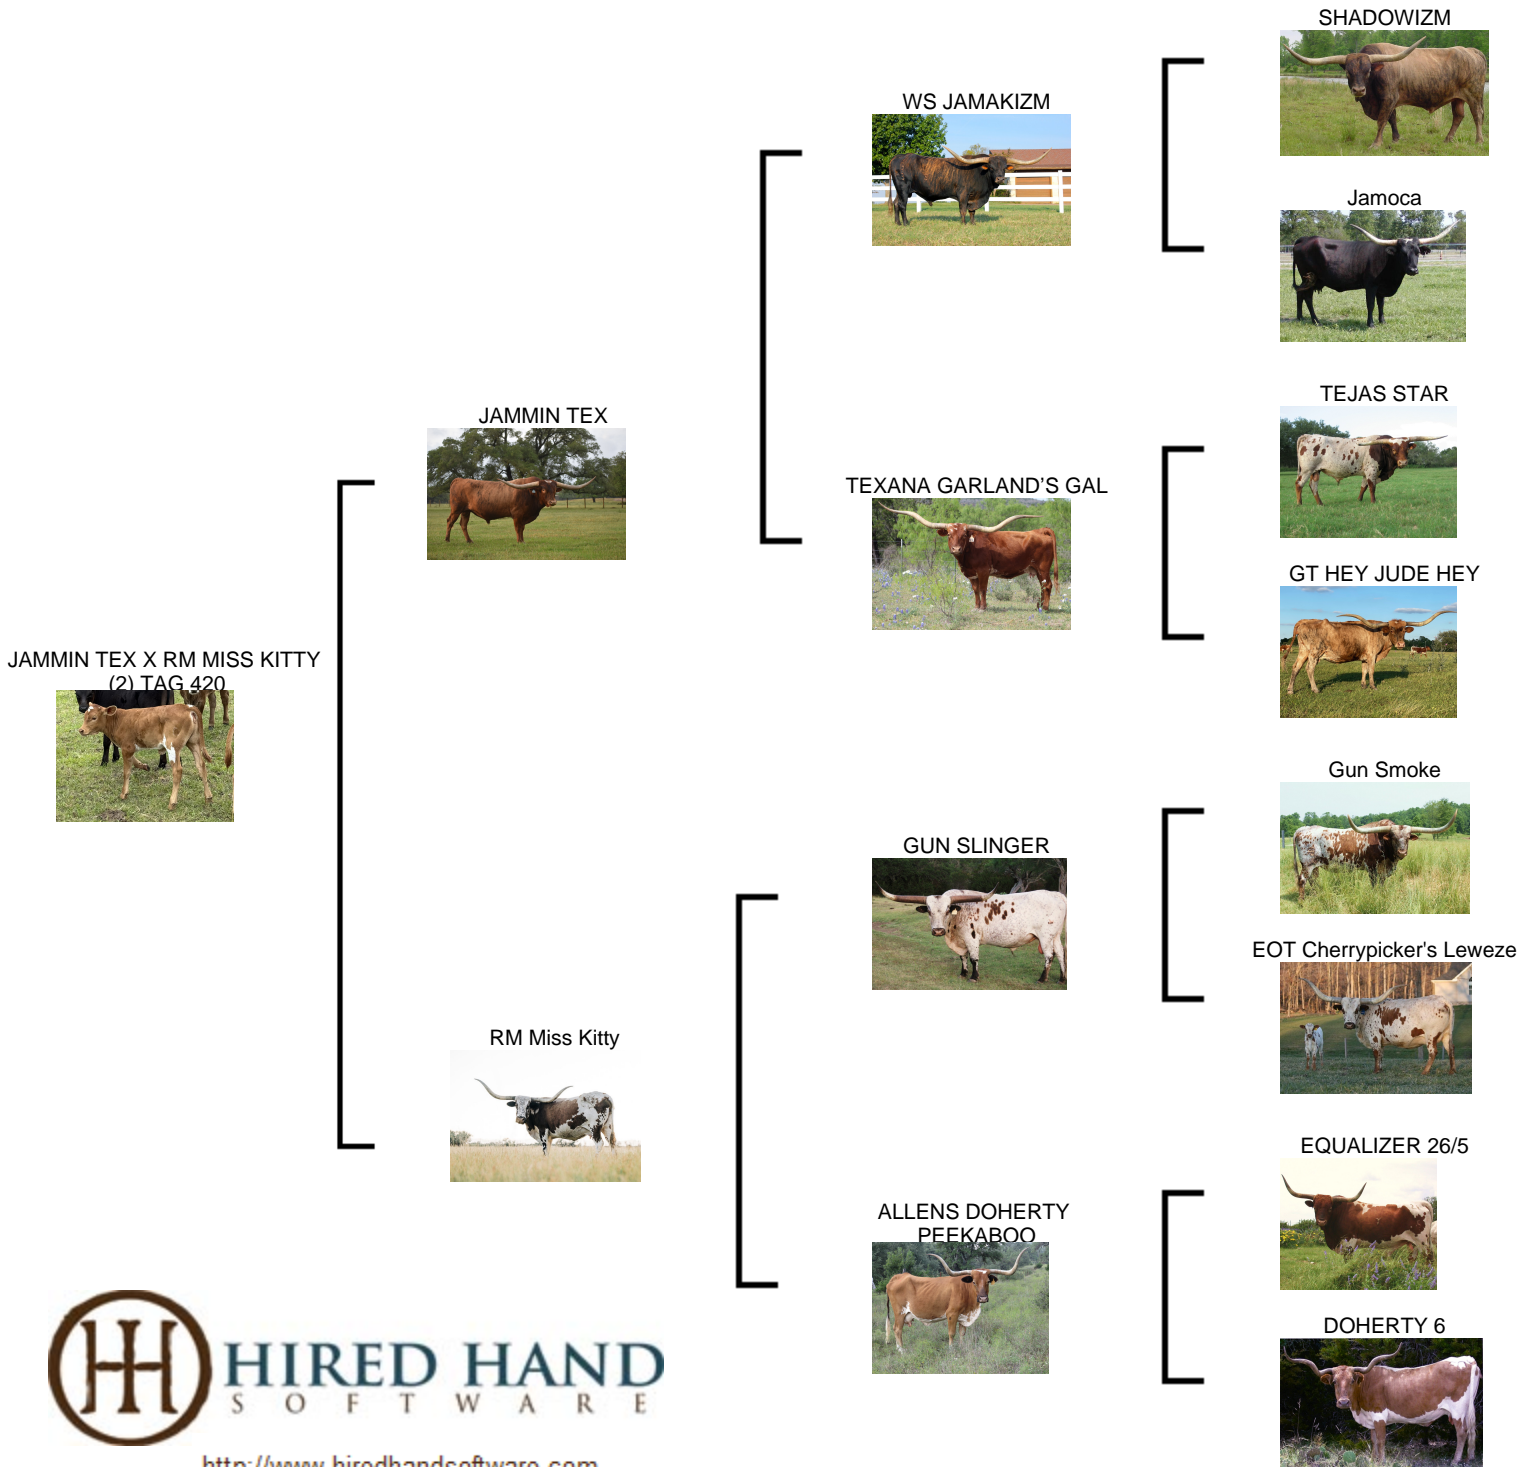 SHADOWIZM
WS JAMAKIZM
Jamoca
TEJAS STAR
JAMMIN TEX
TEXANA GARLAND'S GAL
GT HEY JUDE HEY
JAMMIN TEX X RM MISS KITTY
(2) TAG 420
Gun Smoke
GUN SLINGER
EOT Cherrypicker's Leweze
RM Miss Kitty
EQUALIZER 26/5
ALLENS DOHERTY
PEEKABOO
DOHERTY 6
HIRED HAND
SOFTWARE
http://www.hiredhandsoftware.com